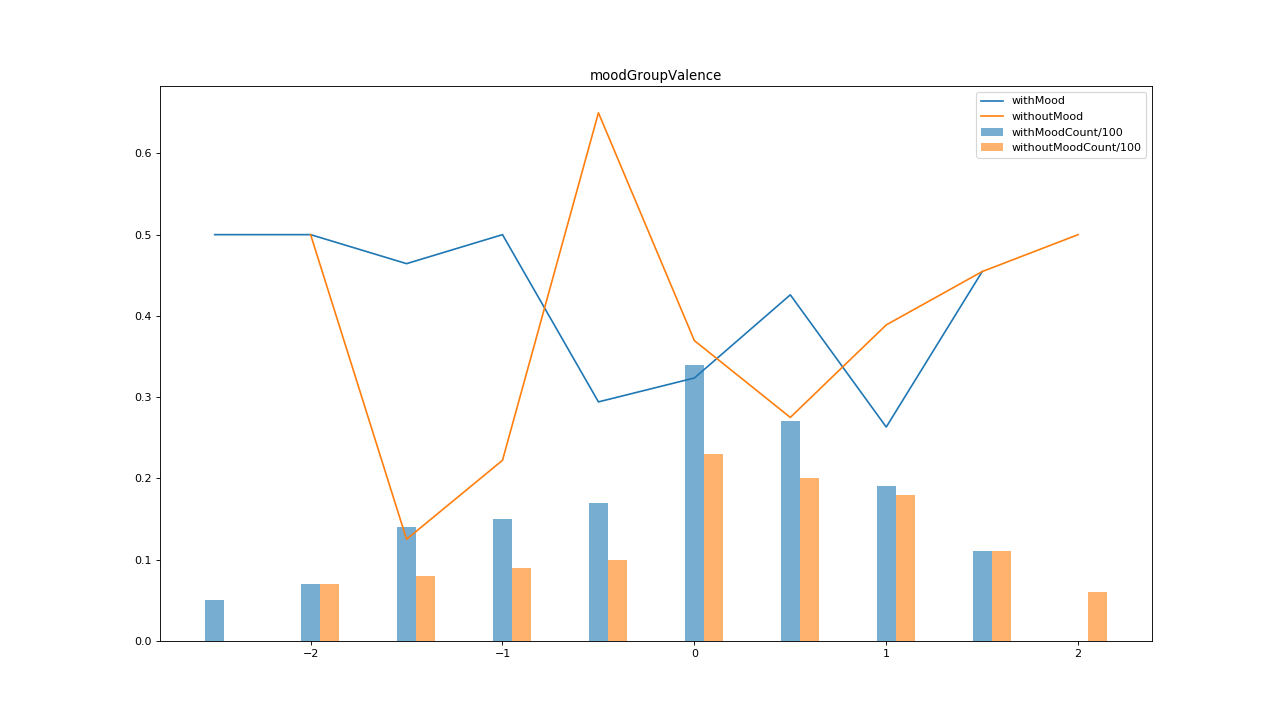 moodGroupValence
withMood
withoutMood
withMoodCount/100
withoutMoodCount/100
0.6
0.5
0.4
0.3
0.2
0.1
0.0
−2
−1
0
1
2